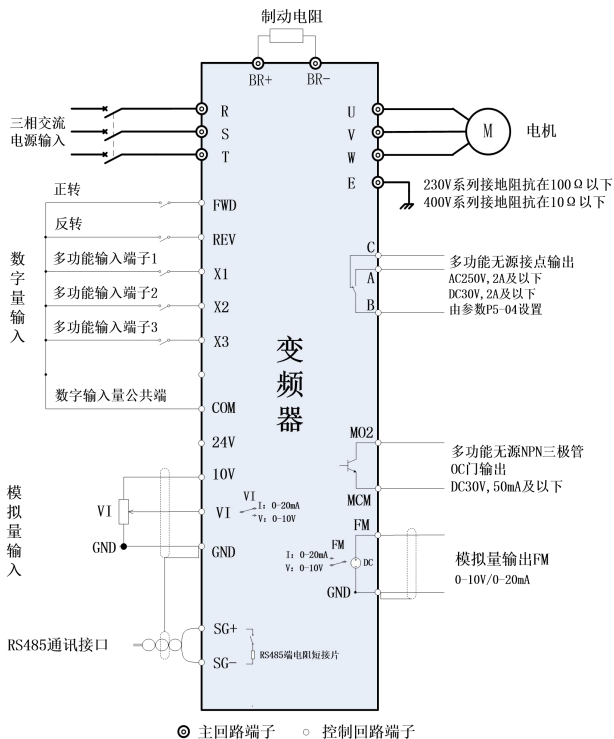 制动电阻
BR+ BR-
三相交流
电源输入
R
S
T
U
V
W
E
M
电机
230V系列接地阻抗在100Ω以下
400V系列接地阻抗在10Ω以下
数字量输入
正转
FWD
反转
REV
多功能输入端子1
X1
多功能输入端子2
X2
多功能输入端子3
X3
数字输入量公共端
COM
24V
变频器
C
A
B
多功能无源接点输出
AC250V,2A及以下
DC30V,2A及以下
由参数P5-04设置
MO2
MCM
多功能无源NPN三极管
OC门输出
DC30V,50mA及以下
模拟量输入
10V
VI
VI
VI
I: 0-20mA
V: 0-10V
GND
GND
FM
FM
I: 0-20mA
V: 0-10V
DC
GND
模拟量输出FM
0-10V/0-20mA
RS485通讯接口
SG+
SG-
RS485端电阻短接片
主回路端子 控制回路端子